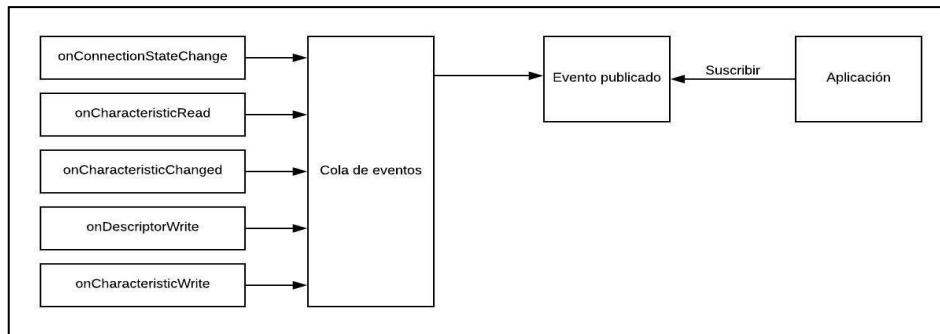 onConnectionStateChange
onCharacteristicRead
onCharacteristicChanged
onDescriptorWrite
onCharacteristicWrite
Cola de eventos
Evento publicado
Suscribir
Aplicación